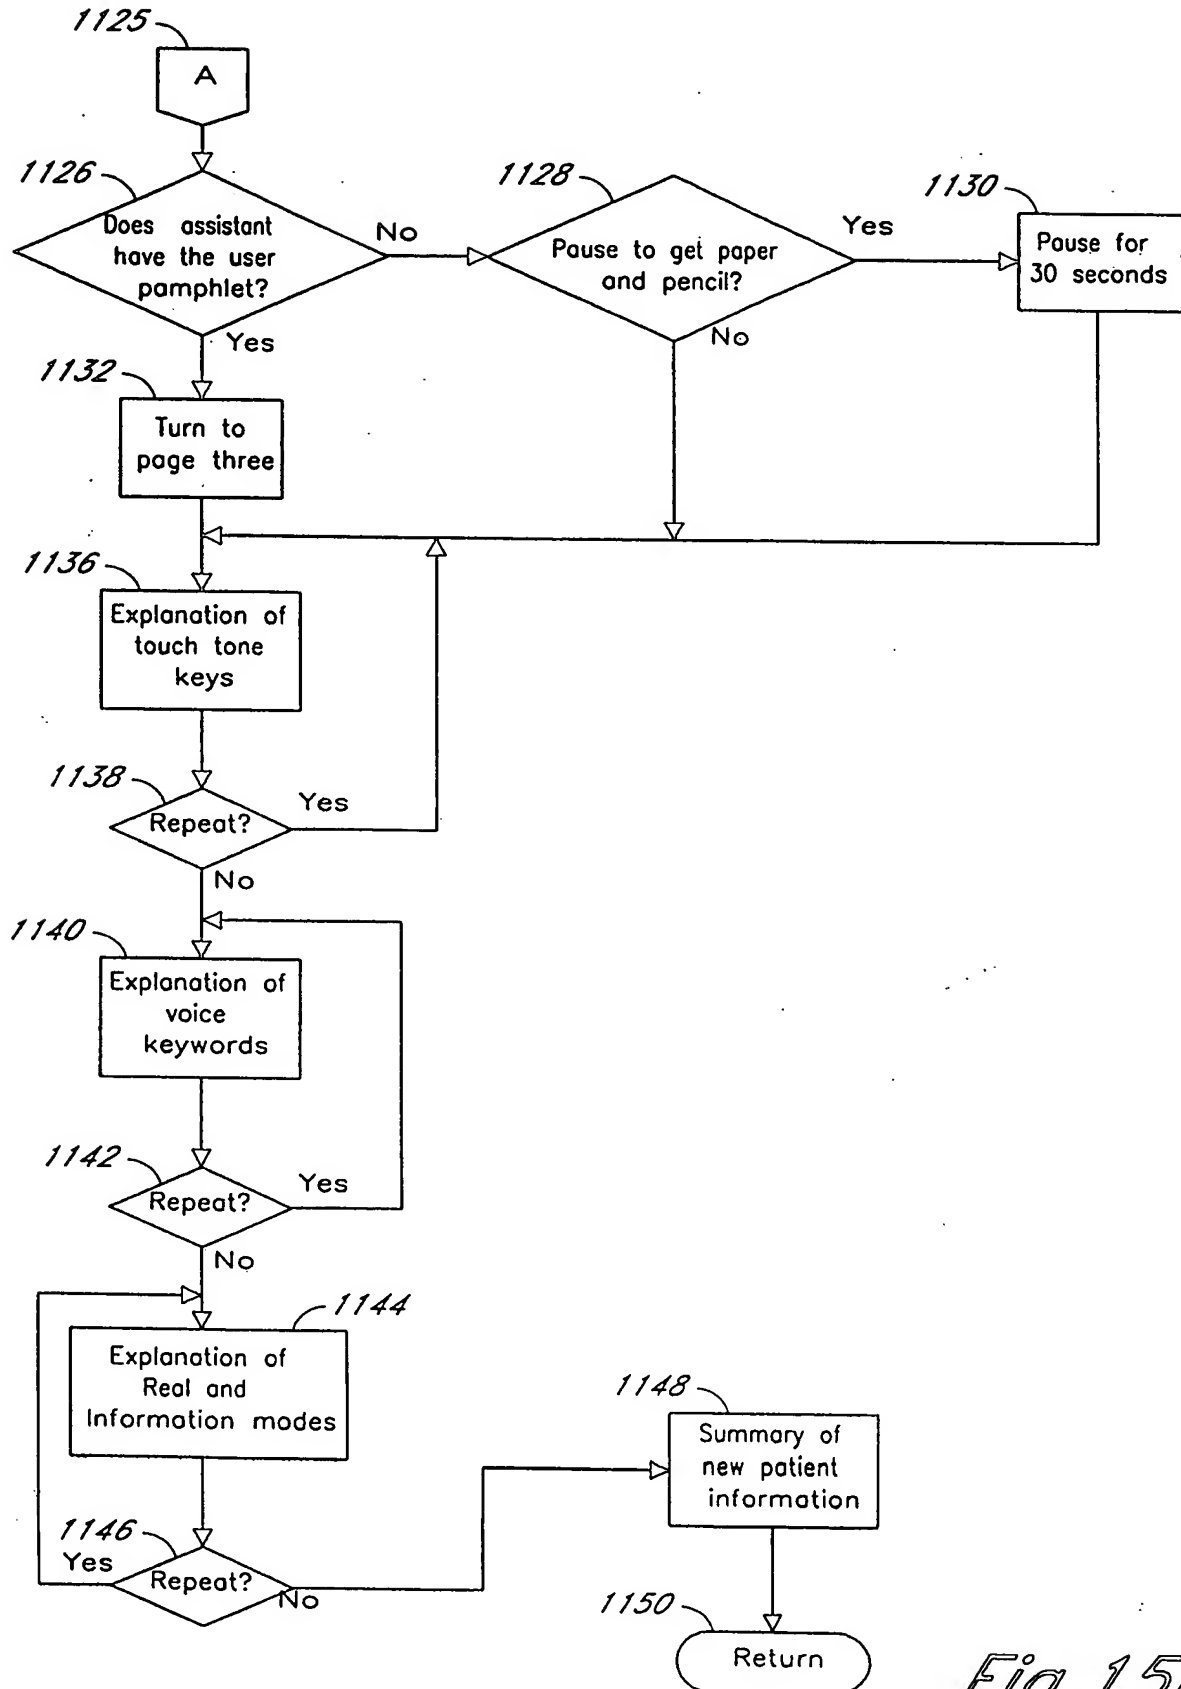 1125
A
1126
Does assistant
have the user
pamphlet?
No
Yes
1128
Pause to get paper
and pencil?
Yes
No
1130
Pause for
30 seconds
1132
Turn to
page three
1136
Explanation of
touch tone
keys
1138
Repeat?
Yes
No
1140
Explanation of
voice
keywords
1142
Repeat?
Yes
No
1144
Explanation of
Real and
Information modes
1146
Repeat?
Yes
No
1148
Summary of
new patient
information
1150
Return
Fig. 15